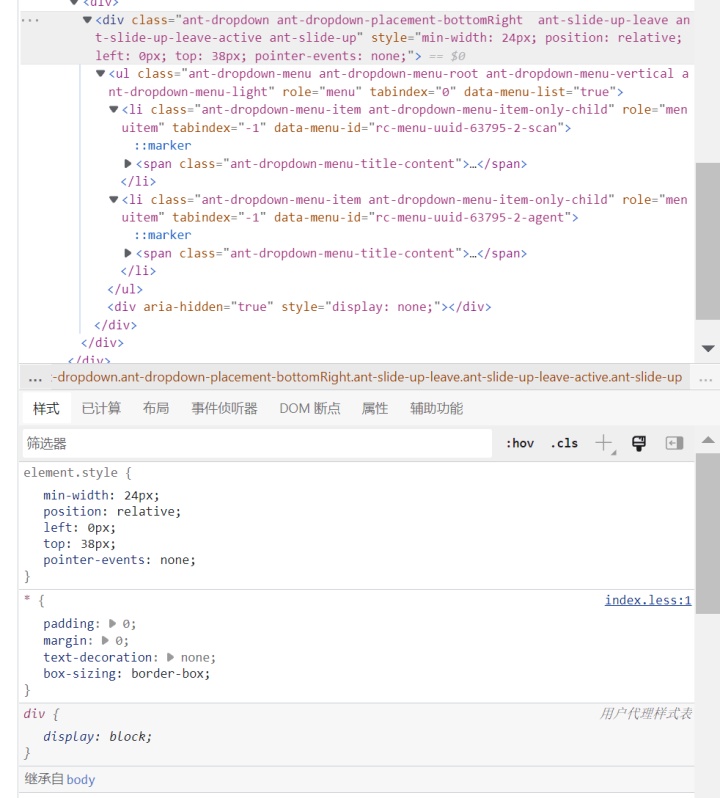 ▼<div>
··· ▼<div class="ant-dropdown ant-dropdown-placement-bottomRight  ant-slide-up-leave an
t-slide-up-leave-active ant-slide-up" style="min-width: 24px; position: relative;
left: 0px; top: 38px; pointer-events: none;"> == $0
▼<ul class="ant-dropdown-menu ant-dropdown-menu-root ant-dropdown-menu-vertical a
nt-dropdown-menu-light" role="menu" tabindex="0" data-menu-list="true">
▼<li class="ant-dropdown-menu-item ant-dropdown-menu-item-only-child" role="men
uitem" tabindex="-1" data-menu-id="rc-menu-uuid-63795-2-scan">
::marker
▶<span class="ant-dropdown-menu-title-content">…</span>
</li>
▼<li class="ant-dropdown-menu-item ant-dropdown-menu-item-only-child" role="men
uitem" tabindex="-1" data-menu-id="rc-menu-uuid-63795-2-agent">
::marker
▶<span class="ant-dropdown-menu-title-content">…</span>
</li>
</ul>
<div aria-hidden="true" style="display: none;"></div>
</div>
</div>
</div>
… -dropdown.ant-dropdown-placement-bottomRight.ant-slide-up-leave.ant-slide-up-leave-active.ant-slide-up …
样式 已计算 布局 事件侦听器 DOM 断点 属性 辅助功能
筛选器 :hov .cls
element.style {
min-width: 24px;
position: relative;
left: 0px;
top: 38px;
pointer-events: none;
}
* { index.less:1
padding: ▶ 0;
margin: ▶ 0;
text-decoration: ▶ none;
box-sizing: border-box;
}
div { 用户代理样式表
display: block;
}
继承自 body